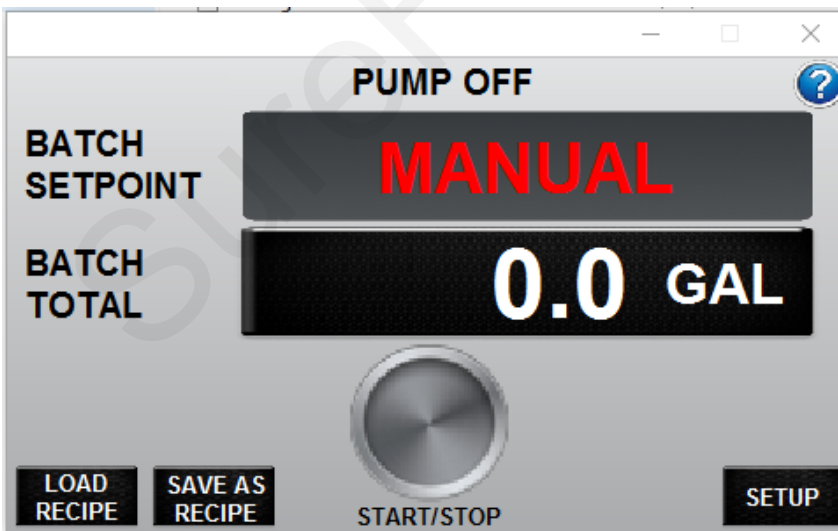 PUMP OFF
?
BATCH
SETPOINT
MANUAL
BATCH
TOTAL
0.0 GAL
LOAD
RECIPE
SAVE AS
RECIPE
START/STOP
SETUP